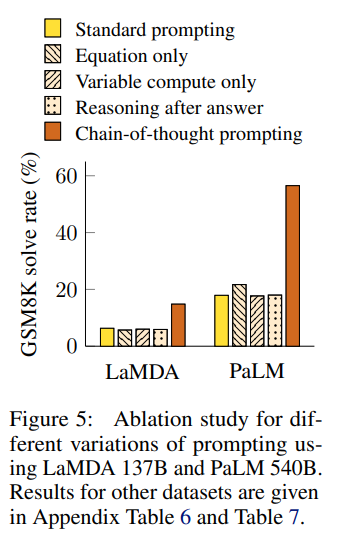 Standard prompting
Equation only
Variable compute only
Reasoning after answer
Chain-of-thought prompting
GSM8K solve rate (%)
60
40
20
0
LaMDA
PaLM
Figure 5: Ablation study for dif-
ferent variations of prompting us-
ing LaMDA 137B and PaLM 540B.
Results for other datasets are given
in Appendix Table 6 and Table 7.